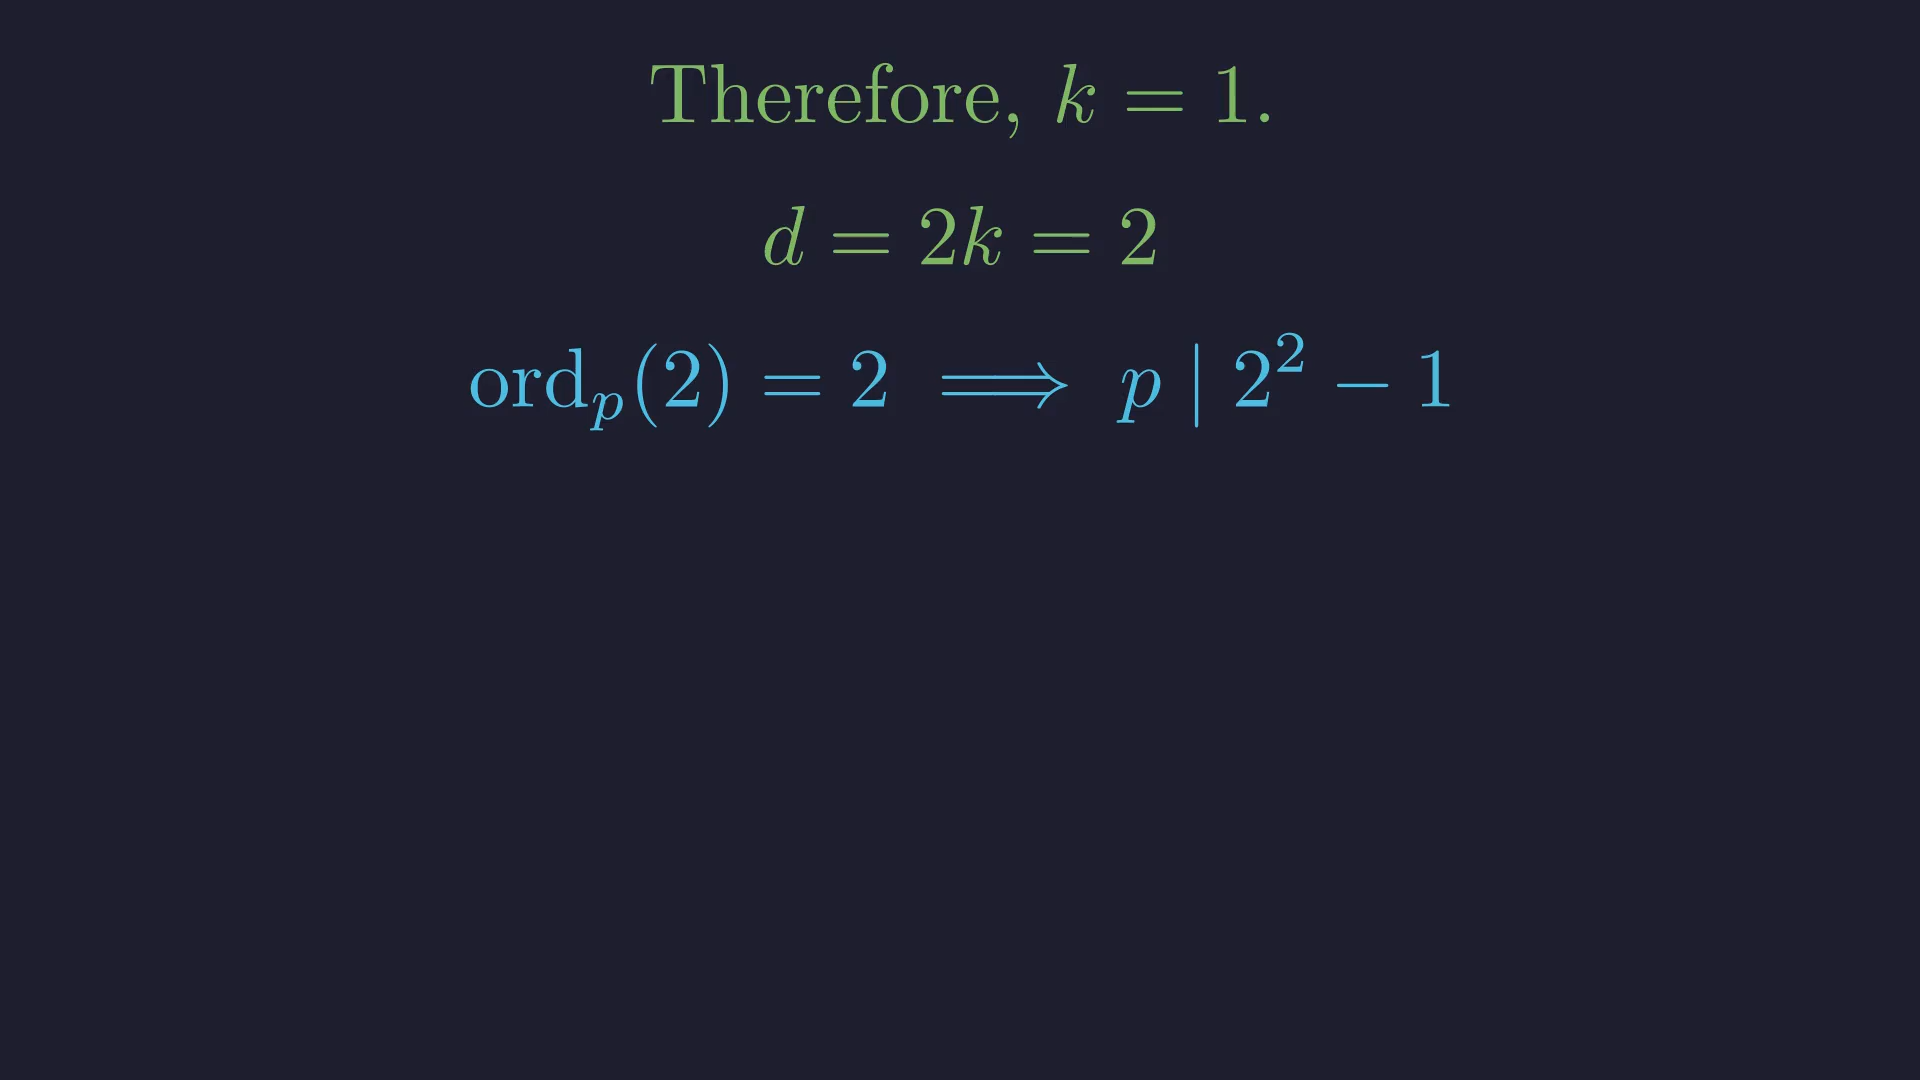 Therefore, k = 1.
d = 2k = 2
ord_p(2) = 2 ⟹ p | 2² − 1